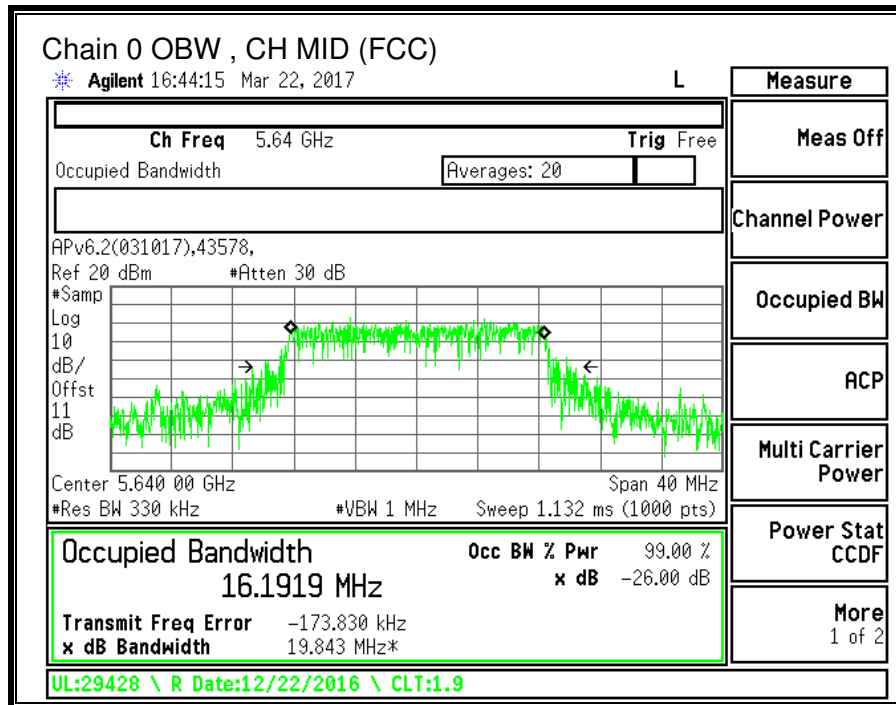 Chain 0 OBW , CH MID (FCC)
Agilent 16:44:15 Mar 22, 2017 L
Measure
Ch Freq 5.64 GHz Trig Free
Meas Off
Occupied Bandwidth Averages: 20
Channel Power
APv6.2(031017),43578,
Ref 20 dBm #Atten 30 dB
#Samp
Log
10
dB/
Offst
11
dB
Occupied BW
ACP
Center 5.640 00 GHz Span 40 MHz
#Res BW 330 kHz #VBW 1 MHz Sweep 1.132 ms (1000 pts)
Multi Carrier
Power
Occupied Bandwidth
16.1919 MHz
Occ BW % Pwr 99.00 %
x dB -26.00 dB
Transmit Freq Error -173.830 kHz
x dB Bandwidth 19.843 MHz*
Power Stat
CCDF
More
1 of 2
UL:29428 \ R Date:12/22/2016 \ CLT:1.9